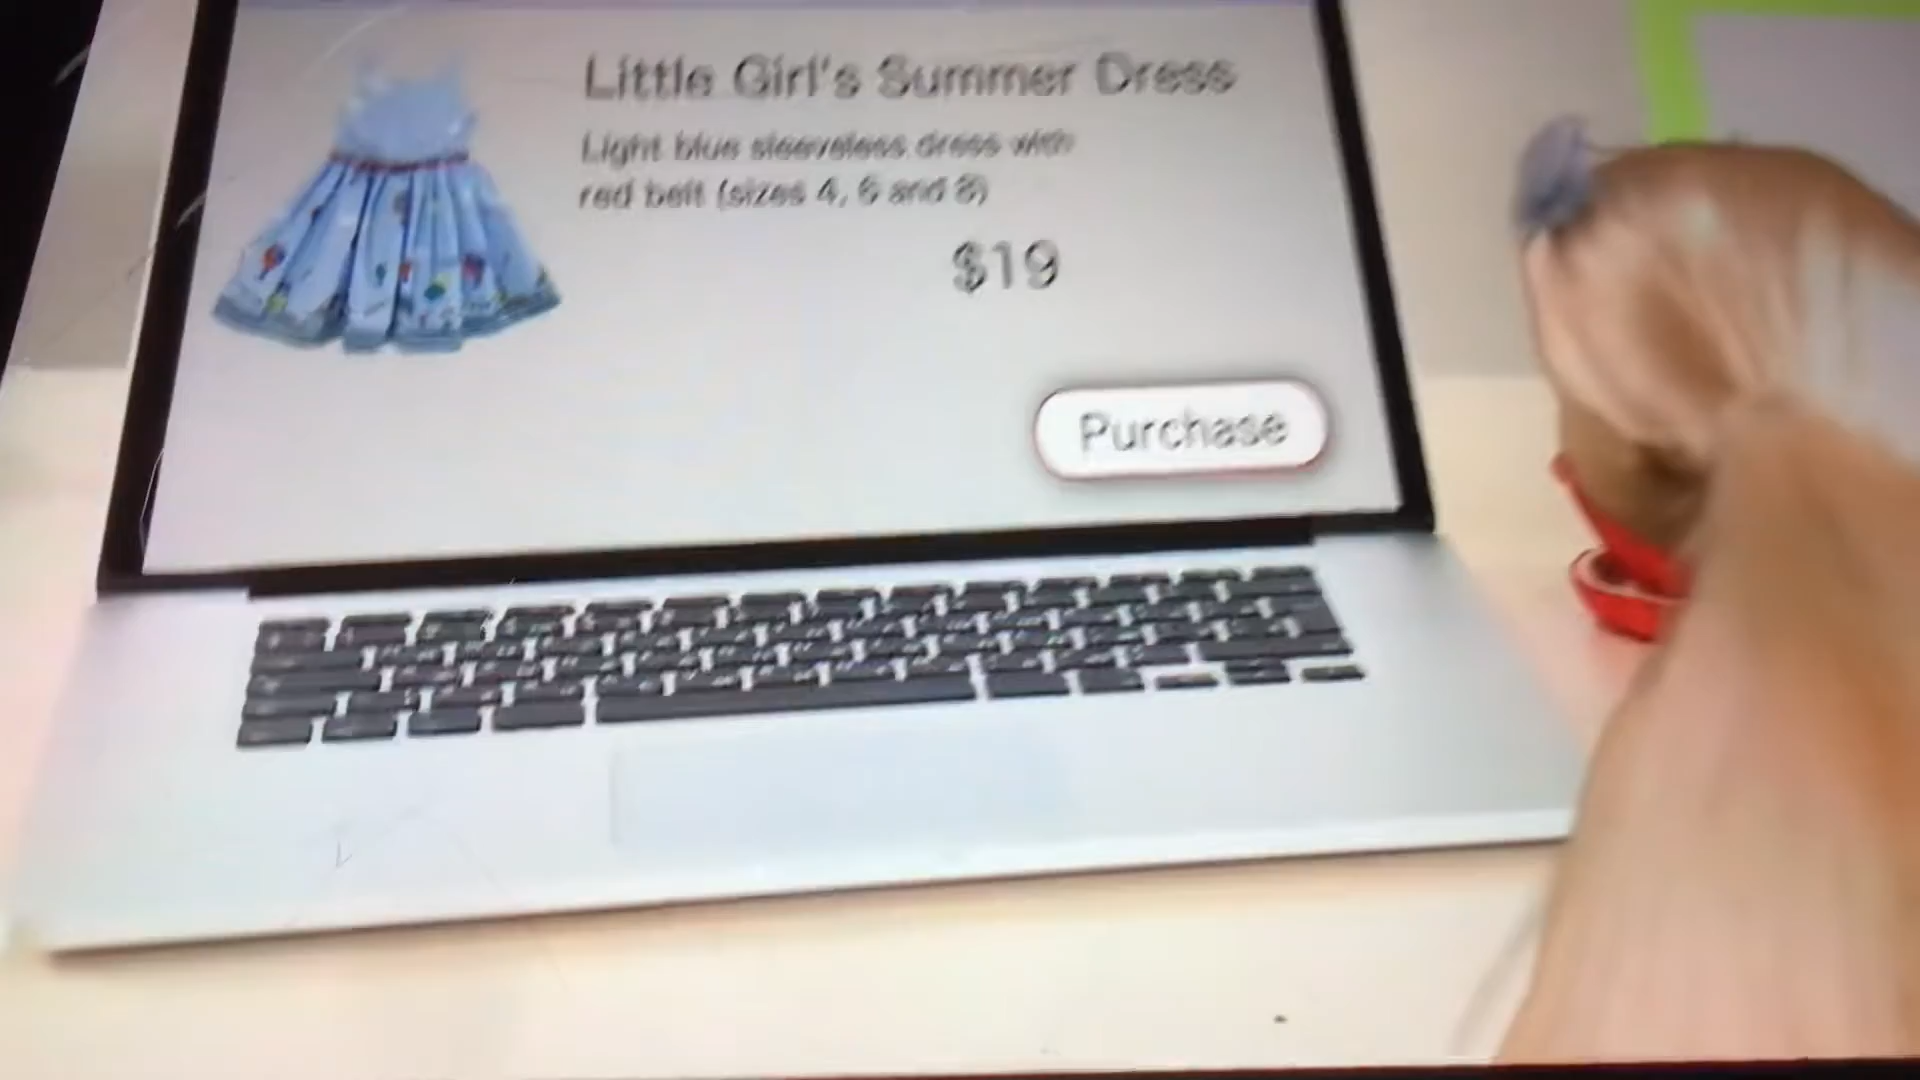 Little Girl's Summer Dress
Light blue sleeveless dress with
red belt (sizes 4, 6 and 8)
$19
Purchase